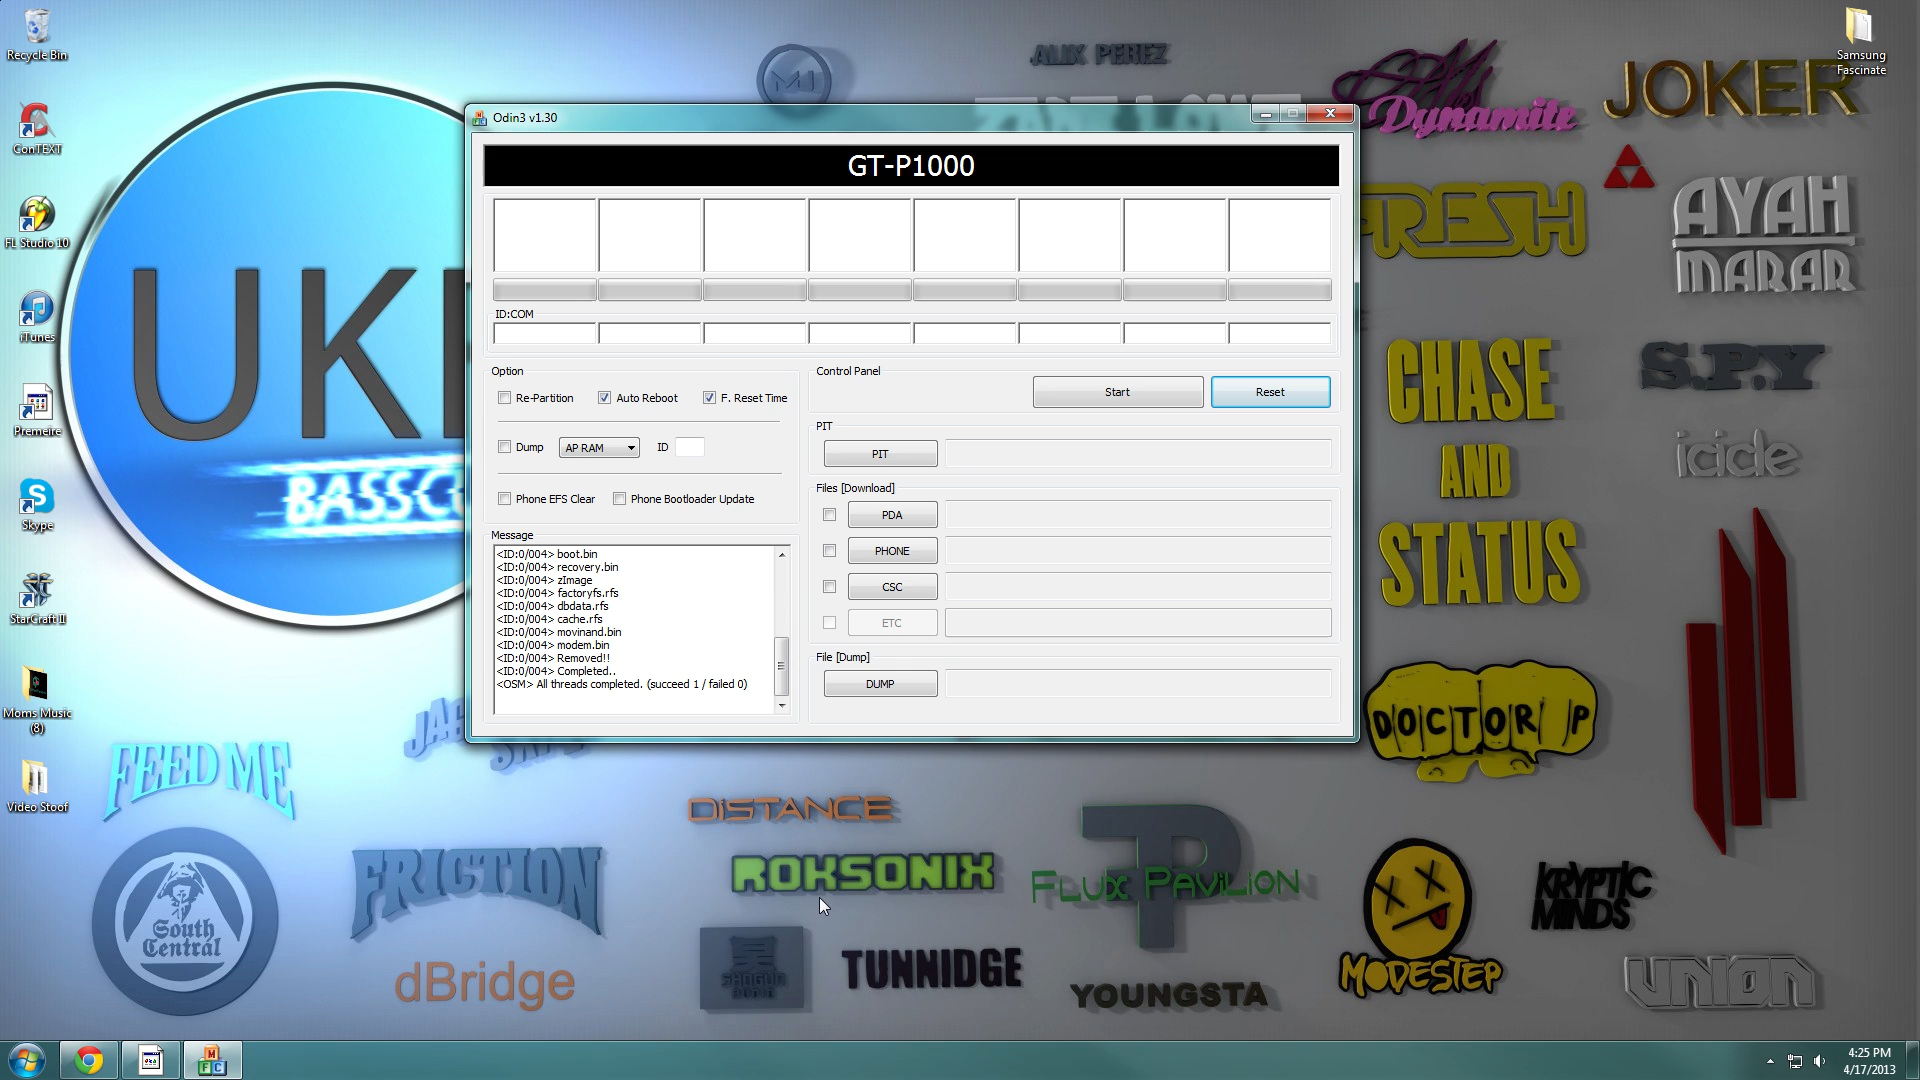 Recycle Bin
ConTEXT
FL Studio 10
iTunes
Premeire
Skype
StarCraft II
Moms Music
(8)
Video Stoof
Samsung
Fascinate
ALIX PEREZ
Dynamite
JOKER
FRESH
AYAH
MARAR
CHASE
AND
STATUS
S.P.Y
icicle
DOCTOR P
UK
BASSC
FEED ME
DISTANCE
FRICTION
ROKSONIX
FLUX PAVILION
KRYPTIC
MINDS
South
Central
dBridge
SHOGUN
AUDIO
TUNNIDGE
YOUNGSTA
MODESTEP
UNION
Odin3 v1.30
GT-P1000
ID:COM
Option
Re-Partition
Auto Reboot
F. Reset Time
Dump
AP RAM
ID
Phone EFS Clear
Phone Bootloader Update
Message
<ID:0/004> boot.bin
<ID:0/004> recovery.bin
<ID:0/004> zImage
<ID:0/004> factoryfs.rfs
<ID:0/004> dbdata.rfs
<ID:0/004> cache.rfs
<ID:0/004> movinand.bin
<ID:0/004> modem.bin
<ID:0/004> Removed!!
<ID:0/004> Completed..
<OSM> All threads completed. (succeed 1 / failed 0)
Control Panel
Start
Reset
PIT
PIT
Files [Download]
PDA
PHONE
CSC
ETC
File [Dump]
DUMP
4:25 PM
4/17/2013